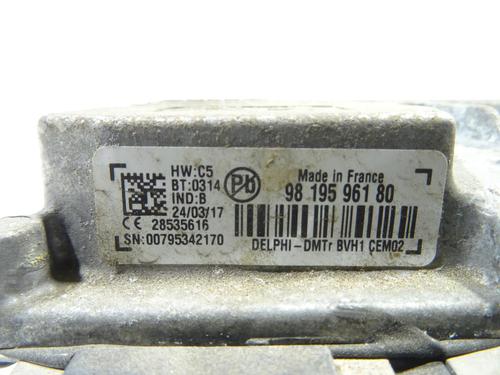 HW:C5
BT:0314
IND:B
24/03/17
CE 28535616
SN:00795342170
Pb
Made in France
98 195 961 80
DELPHI-DMTr BVH1 CEM02